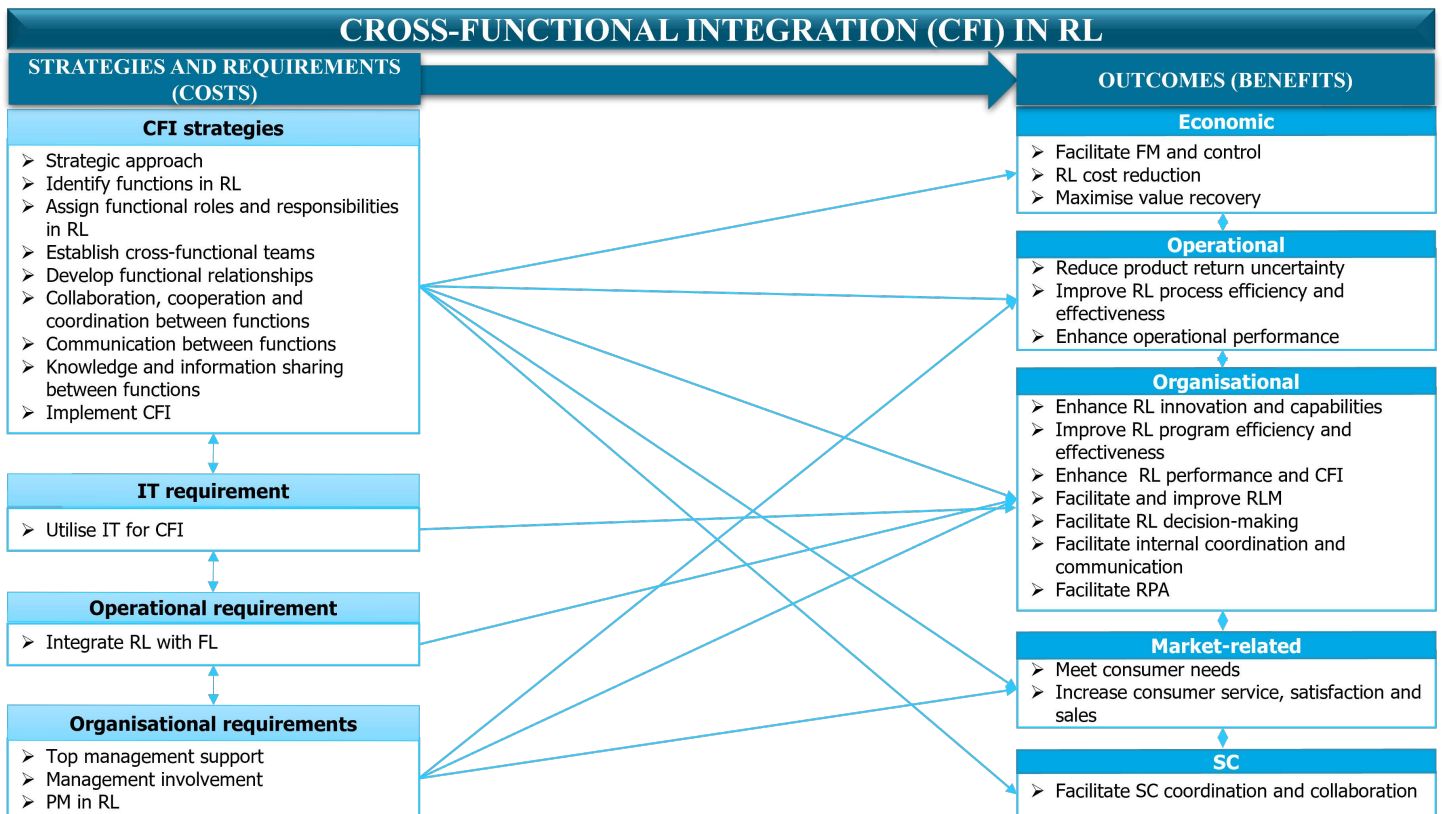 CROSS-FUNCTIONAL INTEGRATION (CFI) IN RL
STRATEGIES AND REQUIREMENTS
(COSTS)
CFI strategies
➢ Strategic approach
➢ Identify functions in RL
➢ Assign functional roles and responsibilities
in RL
➢ Establish cross-functional teams
➢ Develop functional relationships
➢ Collaboration, cooperation and
coordination between functions
➢ Communication between functions
➢ Knowledge and information sharing
between functions
➢ Implement CFI
IT requirement
➢ Utilise IT for CFI
Operational requirement
➢ Integrate RL with FL
Organisational requirements
➢ Top management support
➢ Management involvement
➢ PM in RL
OUTCOMES (BENEFITS)
Economic
➢ Facilitate FM and control
➢ RL cost reduction
➢ Maximise value recovery
Operational
➢ Reduce product return uncertainty
➢ Improve RL process efficiency and
effectiveness
➢ Enhance operational performance
Organisational
➢ Enhance RL innovation and capabilities
➢ Improve RL program efficiency and
effectiveness
➢ Enhance RL performance and CFI
➢ Facilitate and improve RLM
➢ Facilitate RL decision-making
➢ Facilitate internal coordination and
communication
➢ Facilitate RPA
Market-related
➢ Meet consumer needs
➢ Increase consumer service, satisfaction and
sales
SC
➢ Facilitate SC coordination and collaboration